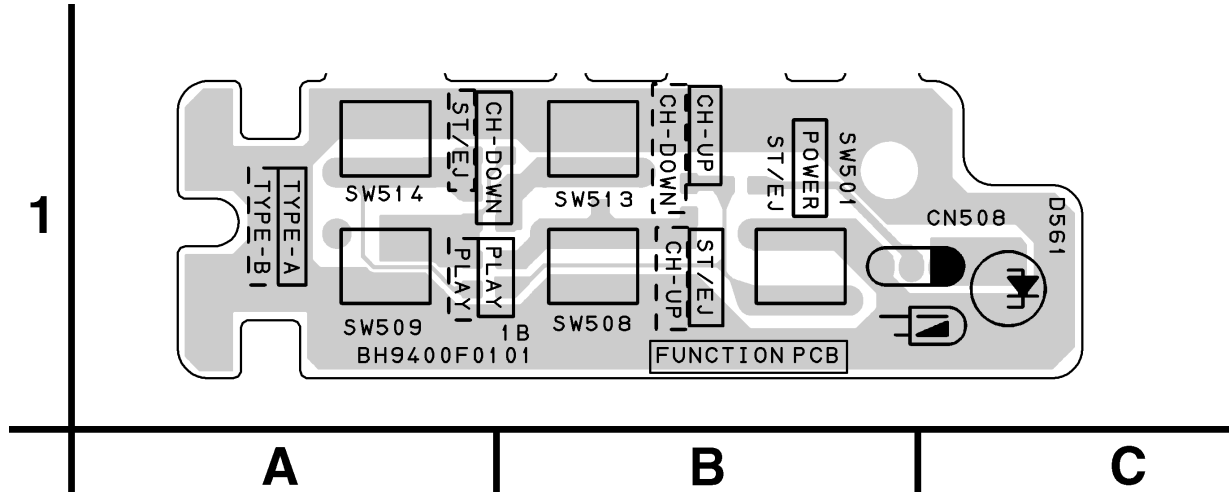 1
ST/EJ
CH-DOWN
CH-DOWN
CH-UP
POWER
ST/EJ
SW501
SW514
SW513
TYPE-A
TYPE-B
CN508
D561
PLAY
PLAY
ST/EJ
CH-UP
SW509
SW508
1B
BH9400F0101
FUNCTION PCB
A
B
C